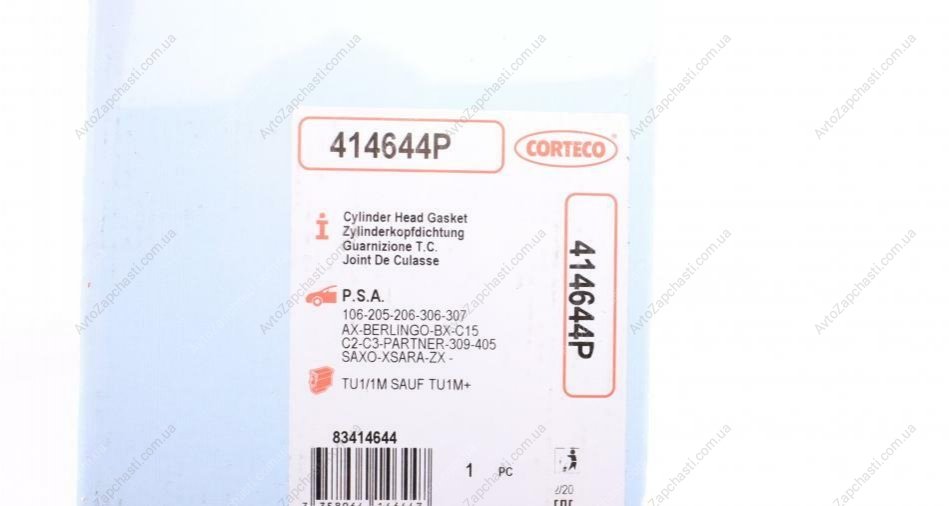 414644P
CORTECO
Cylinder Head Gasket
Zylinderkopfdichtung
Guarnizione T.C.
Joint De Culasse
P.S.A.
106-205-206-306-307
AX-BERLINGO-BX-C15
C2-C3-PARTNER-309-405
SAXO-XSARA-ZX -
TU1/1M SAUF TU1M+
414644P
83414644
1 PC
/20
AvtoZapchasti.com.ua